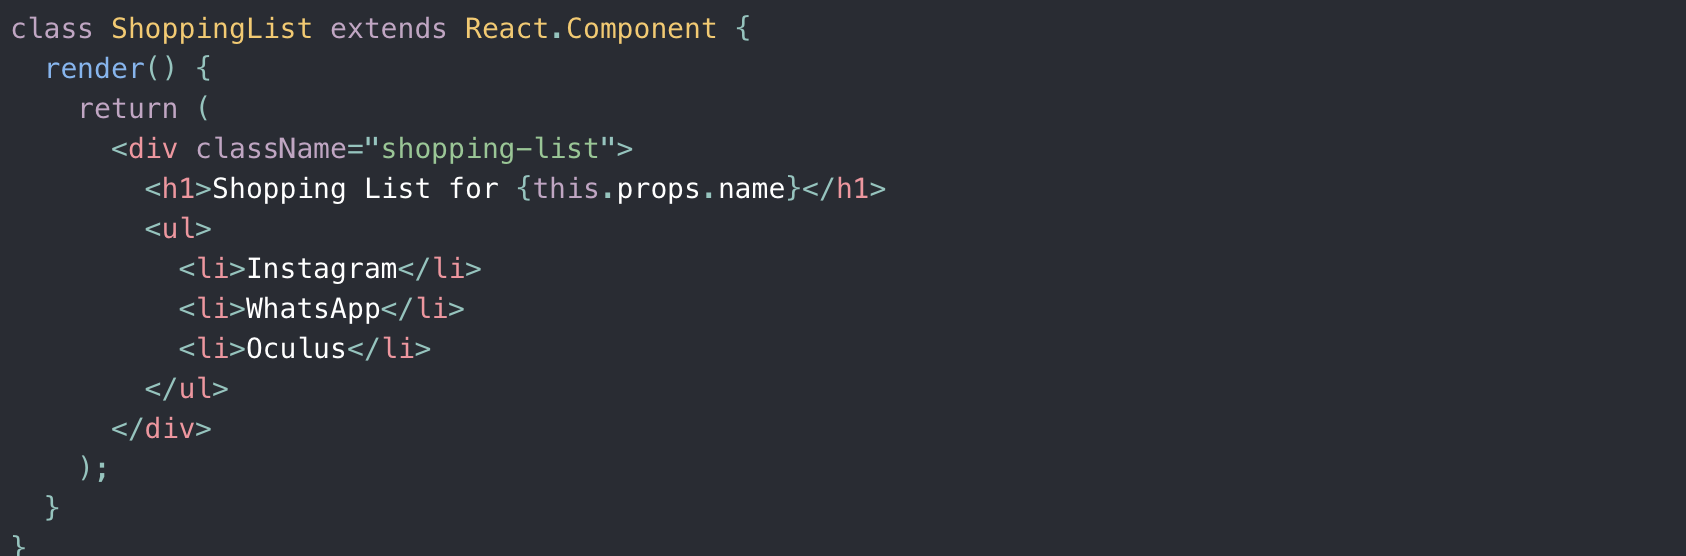 class ShoppingList extends React.Component {
  render() {
    return (
      <div className="shopping-list">
        <h1>Shopping List for {this.props.name}</h1>
        <ul>
          <li>Instagram</li>
          <li>WhatsApp</li>
          <li>Oculus</li>
        </ul>
      </div>
    );
  }
}